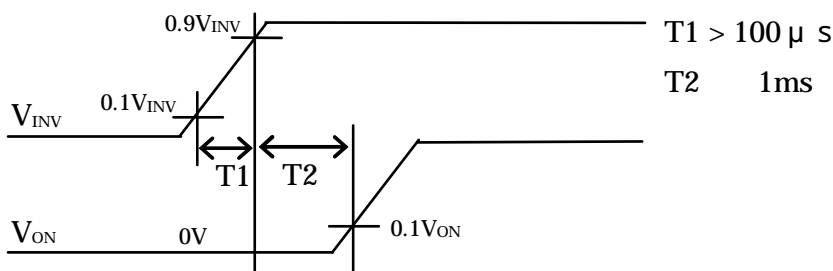 0.9VINV
T1 > 100 μ s
0.1VINV
T2 1ms
VINV
T1 T2
VON 0V 0.1VON